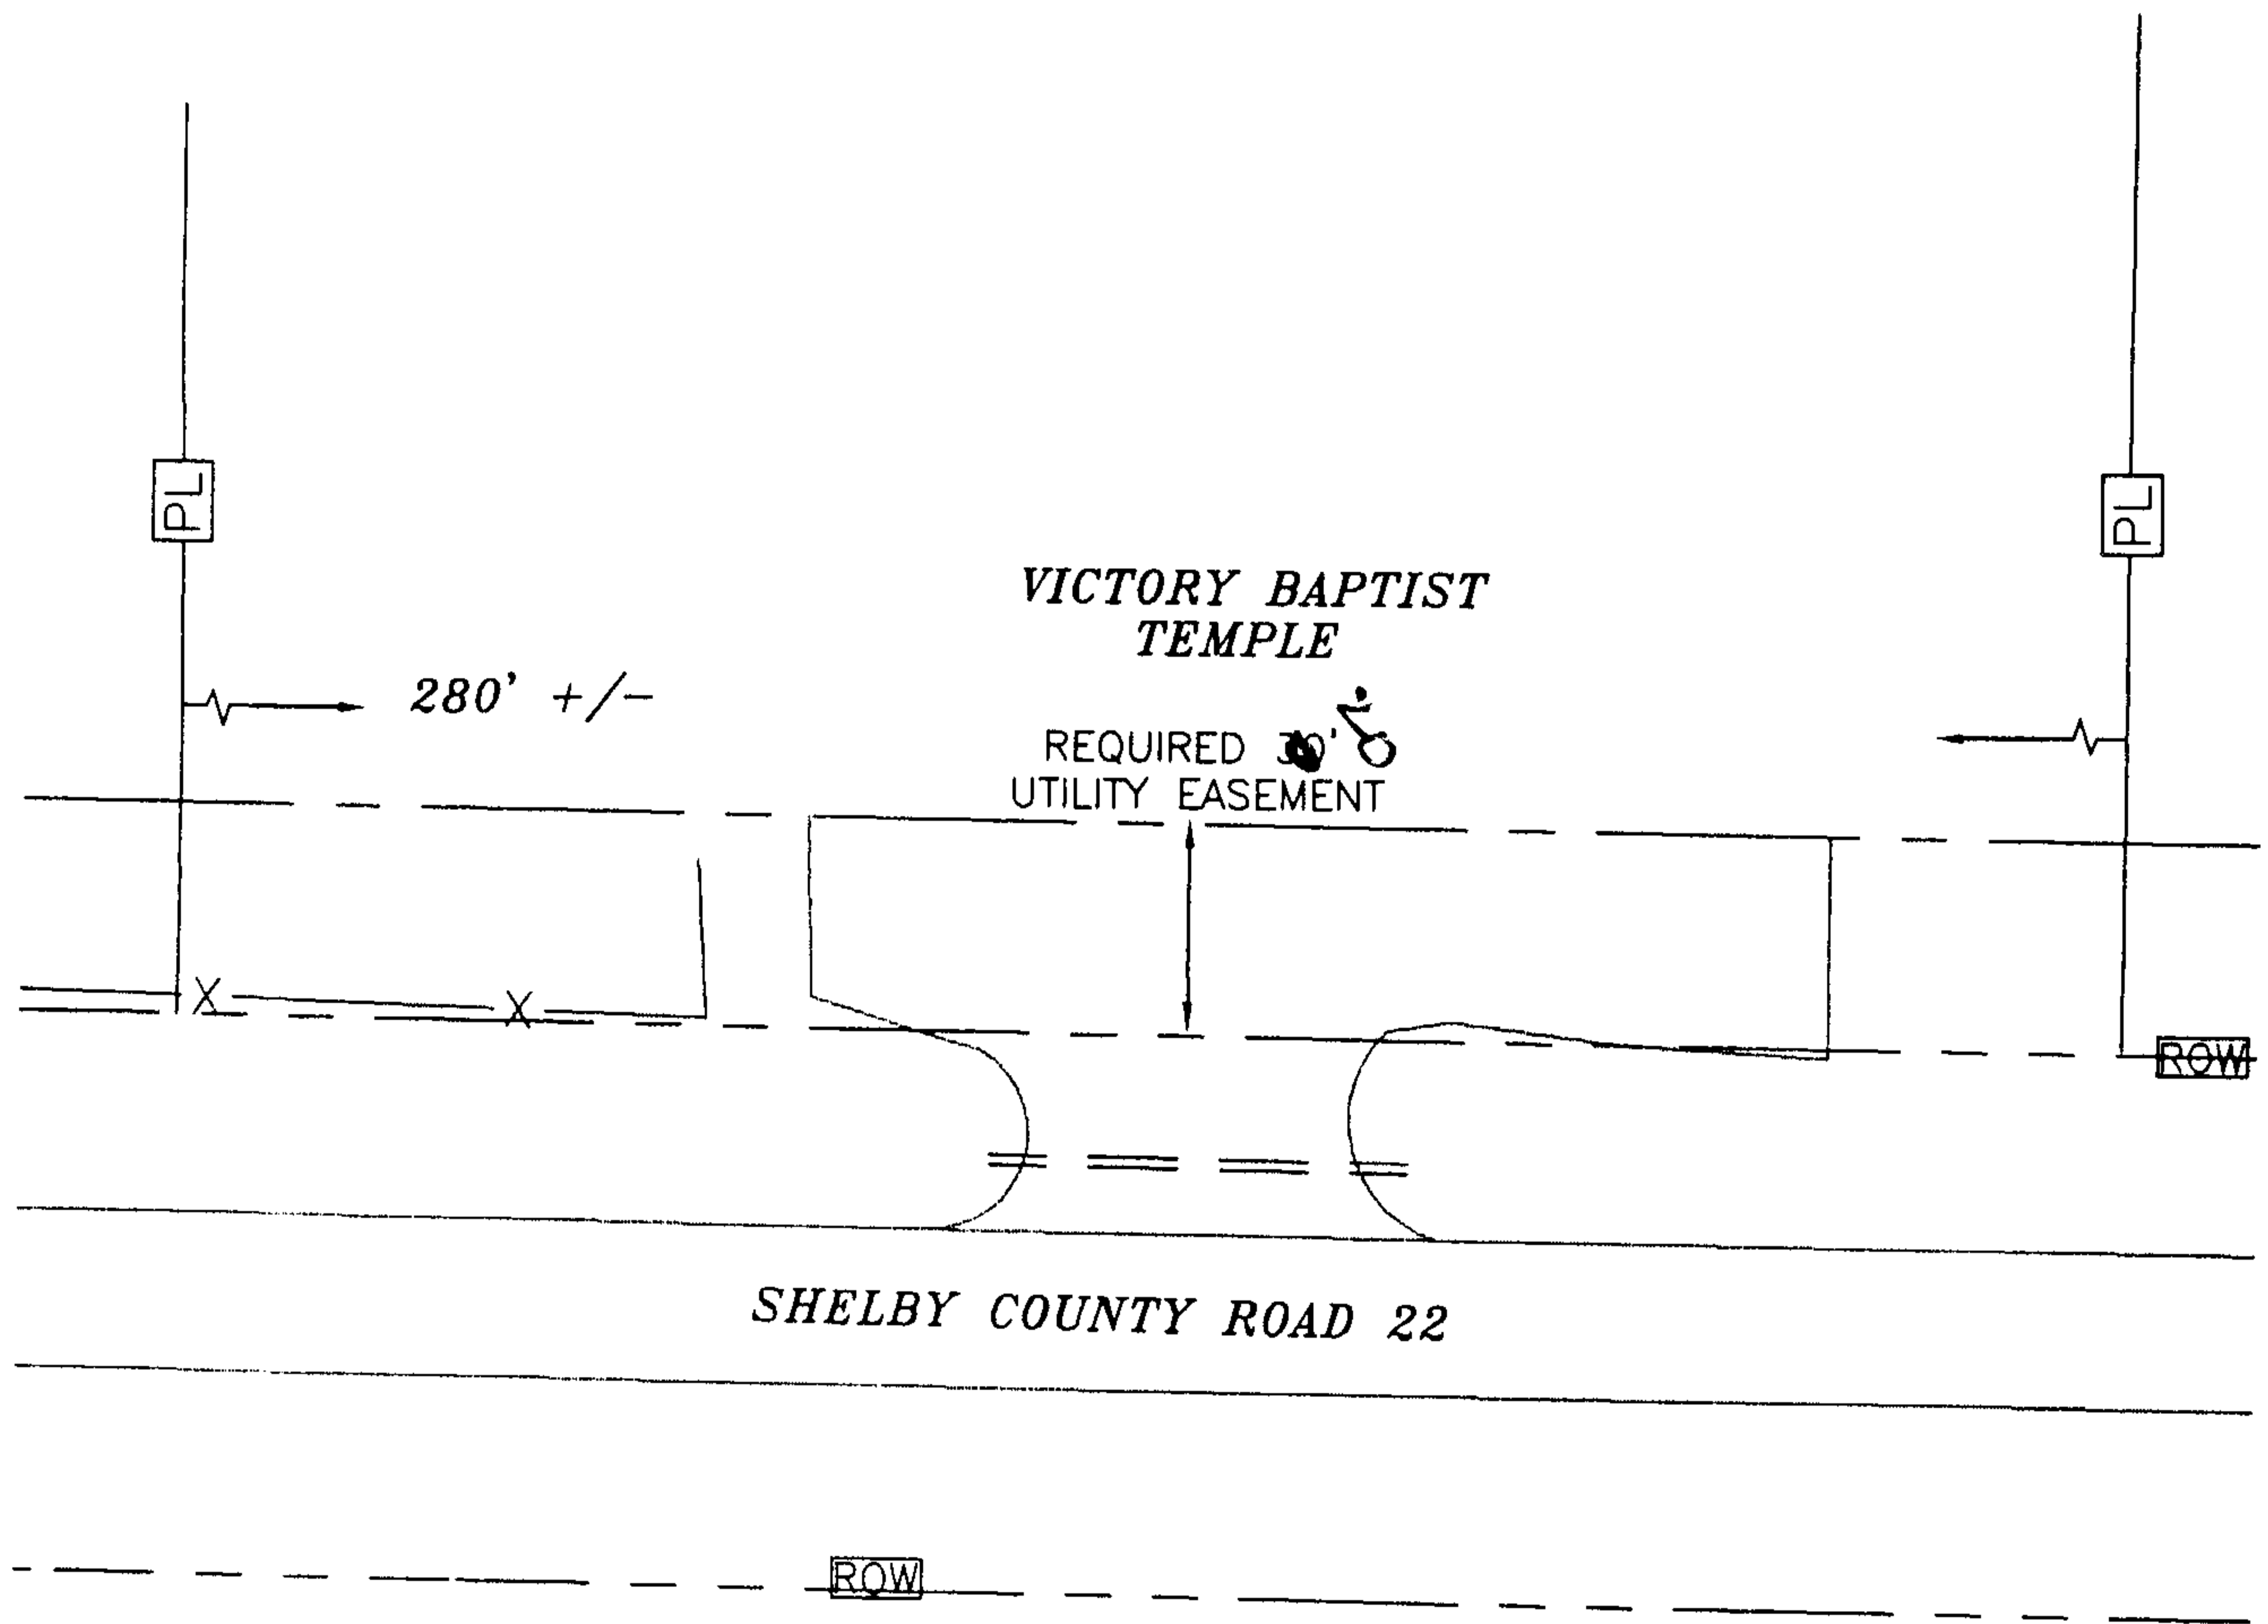 PL
PL
VICTORY BAPTIST
TEMPLE
280' +/-
REQUIRED
UTILITY EASEMENT
ROW
SHELBY COUNTY ROAD 22
ROW